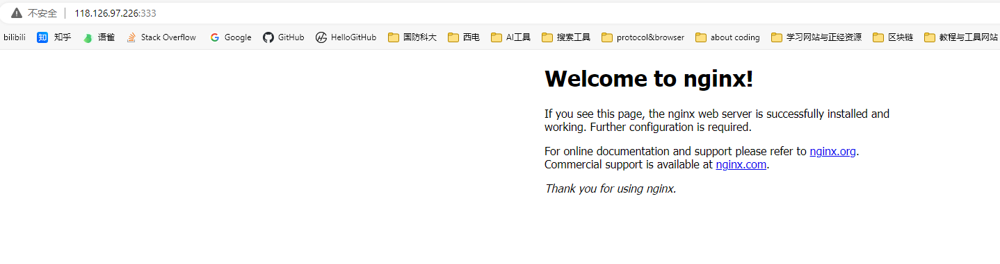 不安全 118.126.97.226:333
bilibili 知 知乎 语雀 Stack Overflow Google GitHub HelloGitHub 国防科大 西电 AI工具 搜索工具 protocol&browser about coding 学习网站与正经资源 区块链 教程与工具网站
Welcome to nginx!
If you see this page, the nginx web server is successfully installed and
working. Further configuration is required.
For online documentation and support please refer to nginx.org.
Commercial support is available at nginx.com.
Thank you for using nginx.